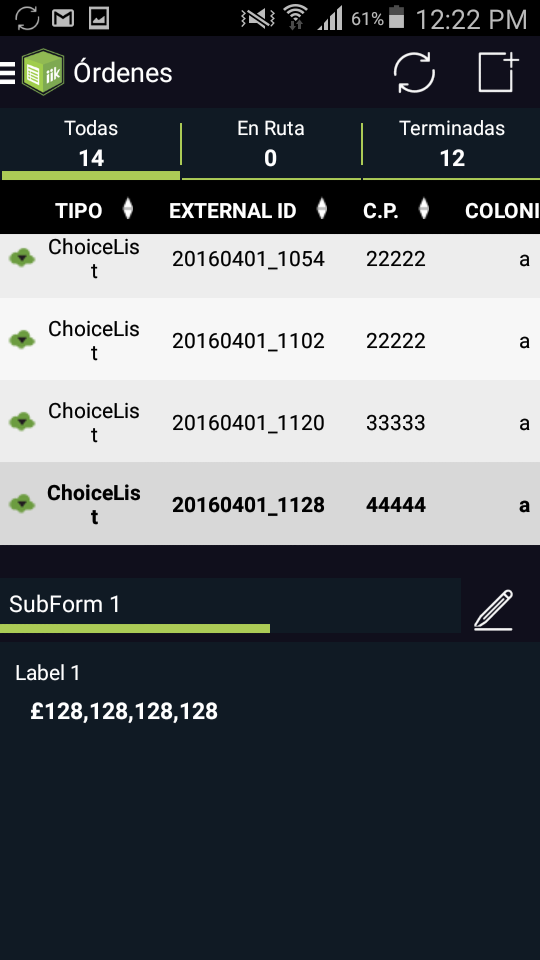 61% 12:22 PM
iik Órdenes
Todas En Ruta Terminadas
14 0 12
TIPO EXTERNAL ID C.P. COLONI
ChoiceLis
t 20160401_1054 22222 a
ChoiceLis
t 20160401_1102 22222 a
ChoiceLis
t 20160401_1120 33333 a
ChoiceLis
t 20160401_1128 44444 a
SubForm 1
Label 1
£128,128,128,128